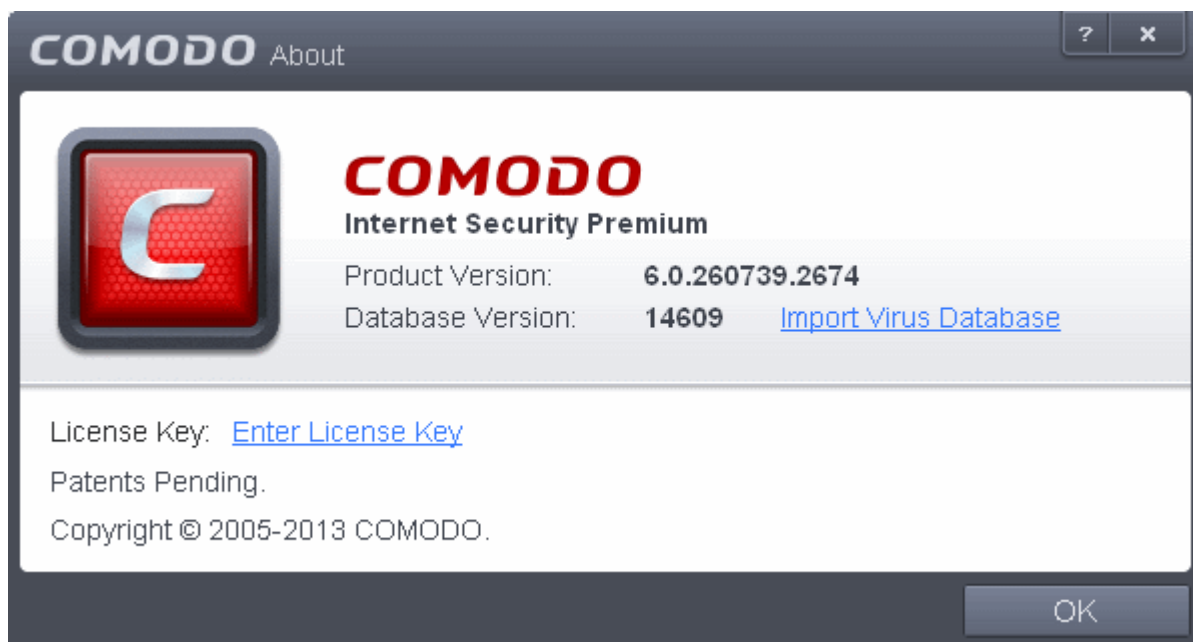 COMODO About
? x
C
COMODO
Internet Security Premium
Product Version: 6.0.260739.2674
Database Version: 14609 Import Virus Database
License Key: Enter License Key
Patents Pending.
Copyright © 2005-2013 COMODO.
OK